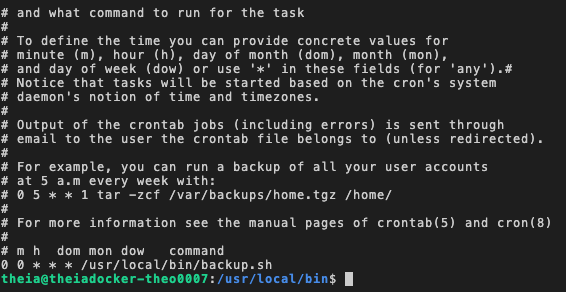 # and what command to run for the task
#
# To define the time you can provide concrete values for
# minute (m), hour (h), day of month (dom), month (mon),
# and day of week (dow) or use '*' in these fields (for 'any').#
# Notice that tasks will be started based on the cron's system
# daemon's notion of time and timezones.
#
# Output of the crontab jobs (including errors) is sent through
# email to the user the crontab file belongs to (unless redirected).
#
# For example, you can run a backup of all your user accounts
# at 5 a.m every week with:
# 0 5 * * 1 tar -zcf /var/backups/home.tgz /home/
#
# For more information see the manual pages of crontab(5) and cron(8)
#
# m h  dom mon dow   command
0 0 * * * /usr/local/bin/backup.sh
theia@theiadocker-theo0007:/usr/local/bin$